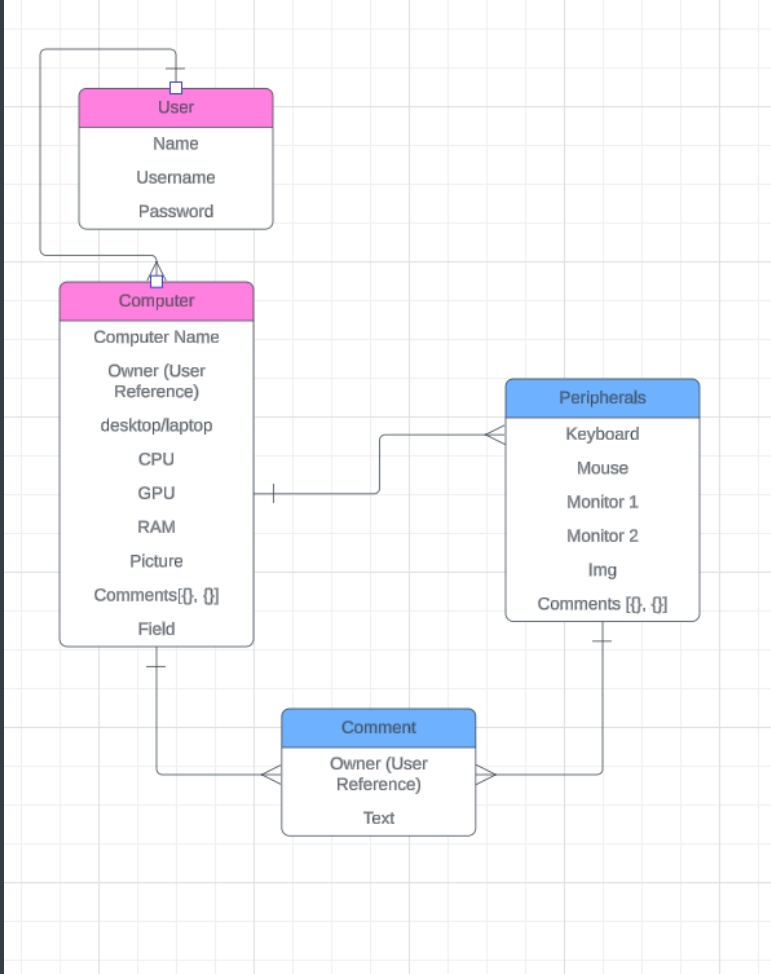 User
Name
Username
Password
Computer
Computer Name
Owner (User
Reference)
desktop/laptop
CPU
GPU
RAM
Picture
Comments[{}, {}]
Field
Peripherals
Keyboard
Mouse
Monitor 1
Monitor 2
Img
Comments [{}, {}]
Comment
Owner (User
Reference)
Text